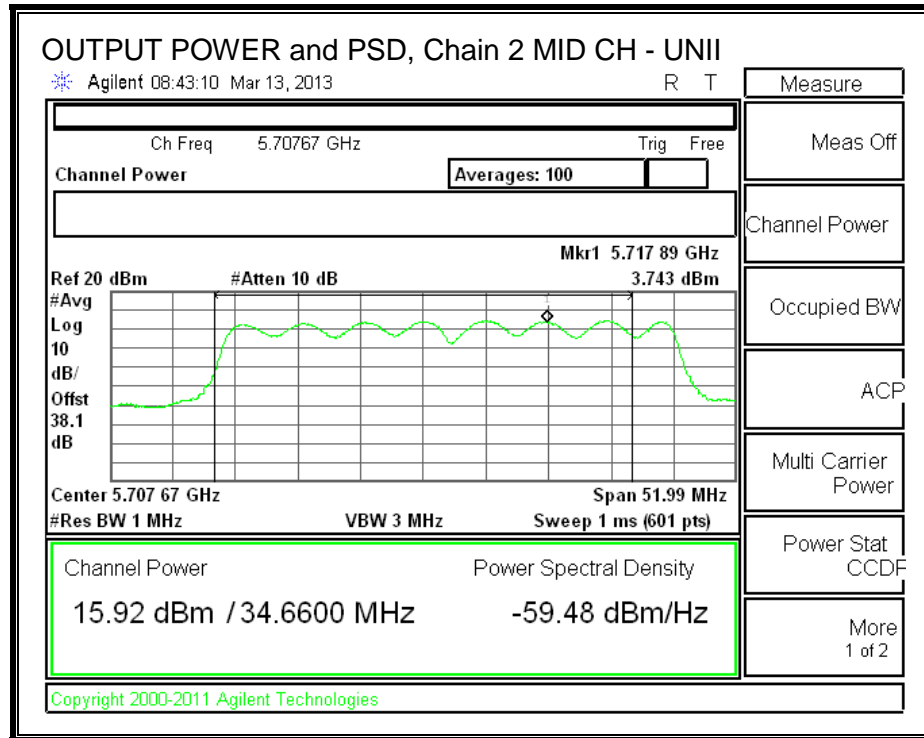 OUTPUT POWER and PSD, Chain 2 MID CH - UNII
Agilent 08:43:10 Mar 13, 2013
R T
Measure
Ch Freq 5.70767 GHz
Trig Free
Meas Off
Channel Power
Averages: 100
Channel Power
Mkr1 5.717 89 GHz
Ref 20 dBm
#Atten 10 dB
3.743 dBm
#Avg
Log
10
dB/
Offst
38.1
dB
1
Occupied BW
ACP
Multi Carrier
Power
Center 5.707 67 GHz
Span 51.99 MHz
#Res BW 1 MHz
VBW 3 MHz
Sweep 1 ms (601 pts)
Power Stat
CCDF
Channel Power
Power Spectral Density
15.92 dBm / 34.6600 MHz
-59.48 dBm/Hz
More
1 of 2
Copyright 2000-2011 Agilent Technologies